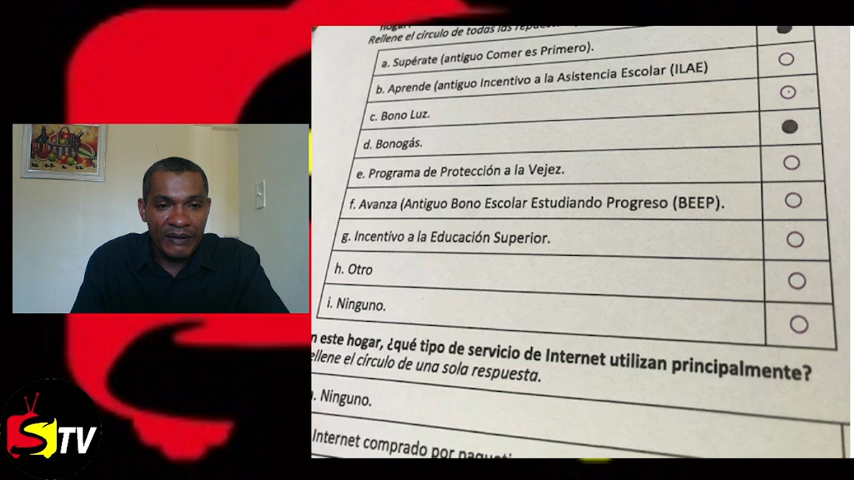 hogar
Rellene el círculo de todas las
a. Supérate (antiguo Comer es Primero).
b. Aprende (antiguo Incentivo a la Asistencia Escolar (ILAE)
c. Bono Luz.
d. Bonogás.
e. Programa de Protección a la Vejez.
f. Avanza (Antiguo Bono Escolar Estudiando Progreso (BEEP).
g. Incentivo a la Educación Superior.
h. Otro
i. Ninguno.
n este hogar, ¿qué tipo de servicio de Internet utilizan principalmente?
ellene el círculo de una sola respuesta.
. Ninguno.
Internet comprado por
STV